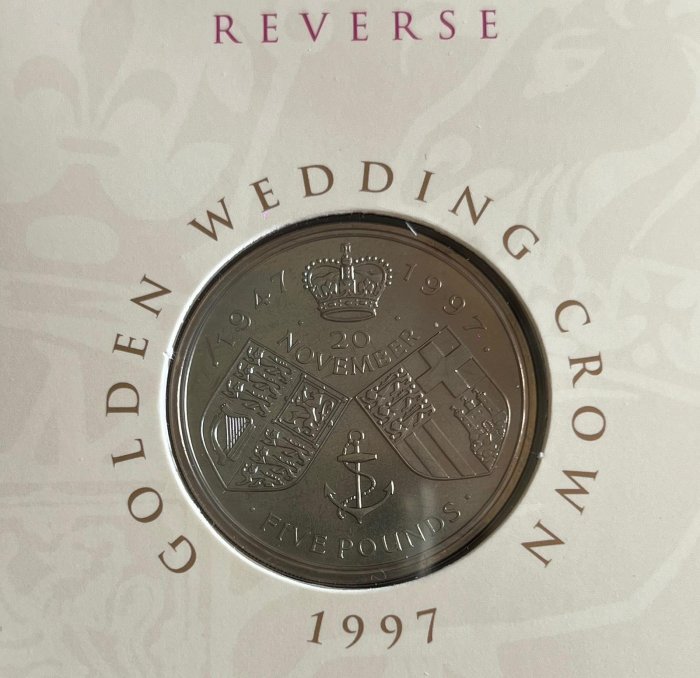 REVERSE
GOLDEN WEDDING CROWN
1947 1997
20
NOVEMBER
FIVE POUNDS
1997